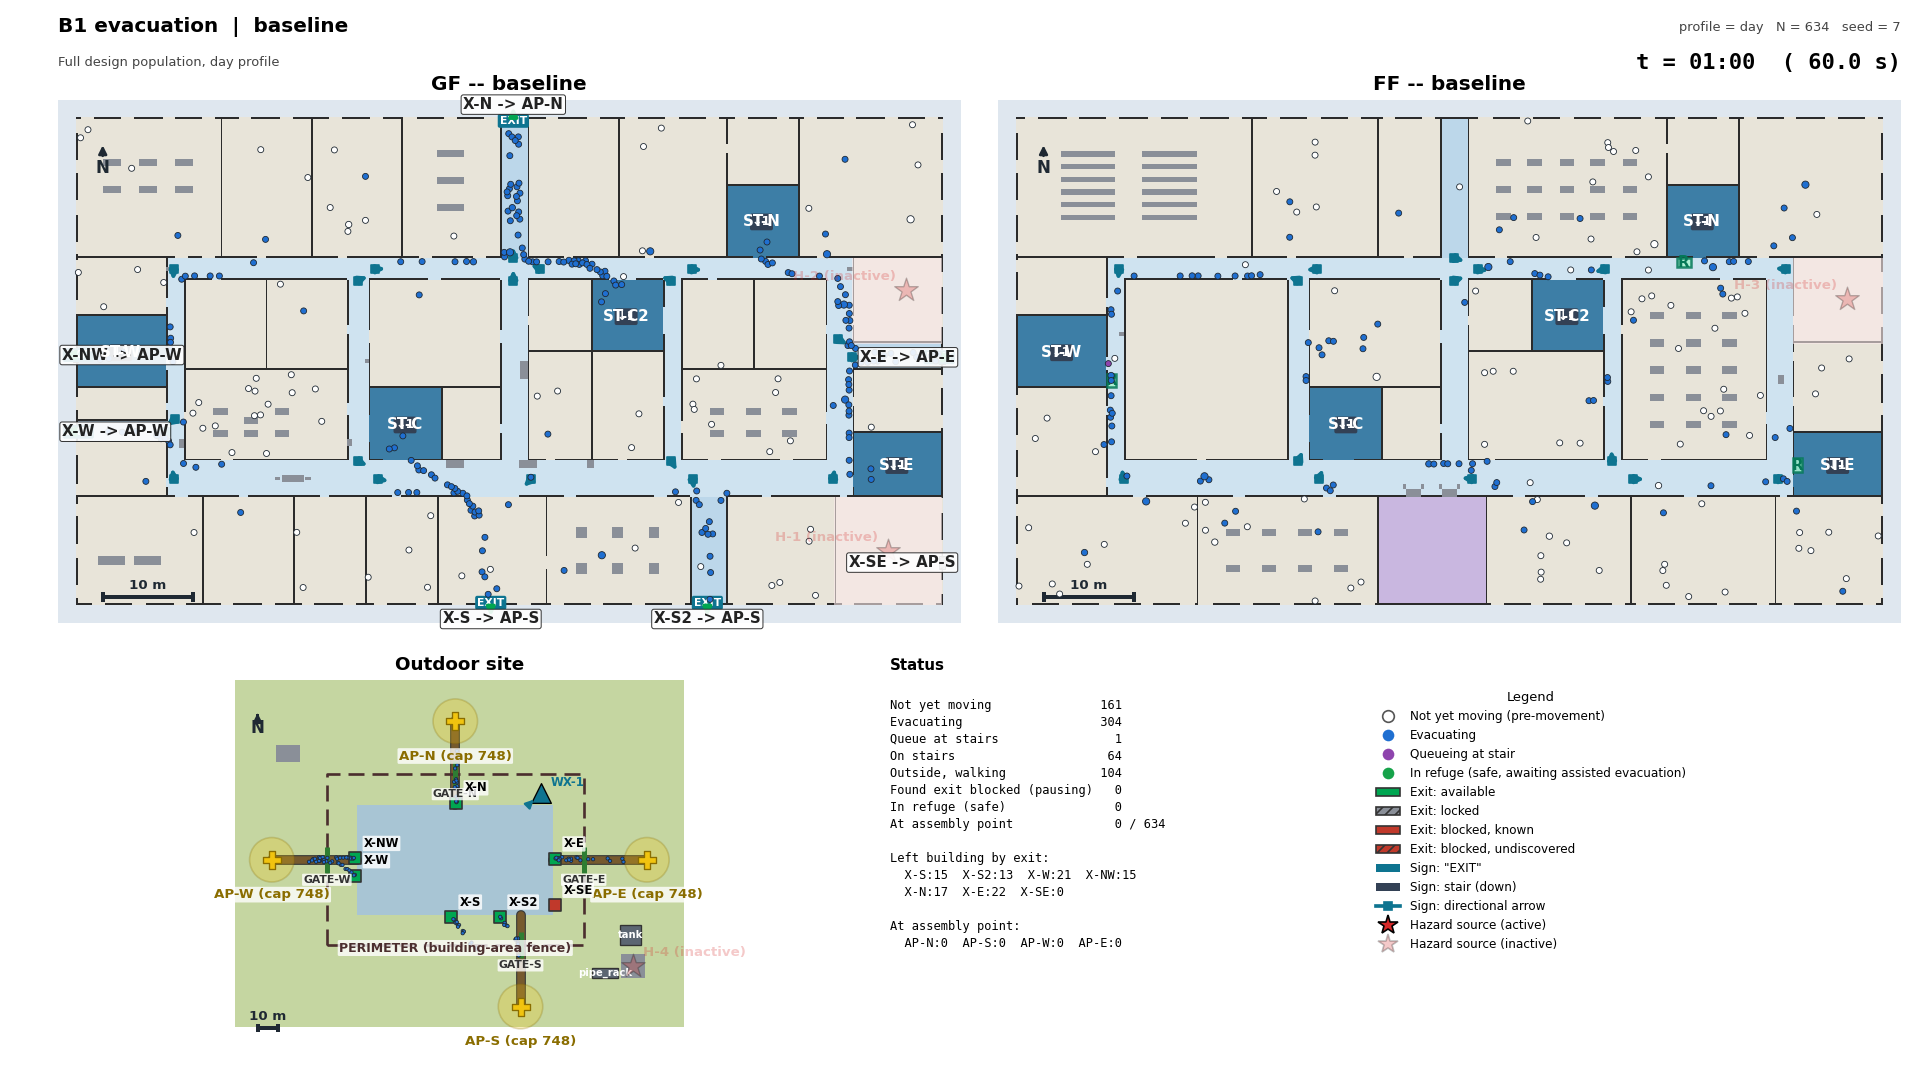 B1 evacuation | baseline
Full design population, day profile
profile = day N = 634 seed = 7
t = 01:00 ( 60.0 s)
GF -- baseline
FF -- baseline
X-N -> AP-N
EXIT
N
ST-N
H-2 (inactive)
ST-C2
X-NW -> AP-W
X-E -> AP-E
X-W -> AP-W
ST-C
ST-E
H-1 (inactive)
X-SE -> AP-S
10 m
EXIT
EXIT
X-S -> AP-S
X-S2 -> AP-S
N
ST-N
R
H-3 (inactive)
ST-C2
ST-W
ST-C
R
ST-E
10 m
Outdoor site
N
AP-N (cap 748)
WX-1
X-N
GATE-N
X-NW
X-W
X-E
GATE-W
GATE-E
X-SE
AP-W (cap 748)
AP-E (cap 748)
X-S
X-S2
tank
PERIMETER (building-area fence)
H-4 (inactive)
GATE-S
pipe_rack
10 m
AP-S (cap 748)
Status
Not yet moving 161
Evacuating 304
Queue at stairs 1
On stairs 64
Outside, walking 104
Found exit blocked (pausing) 0
In refuge (safe) 0
At assembly point 0 / 634
Left building by exit:
X-S:15 X-S2:13 X-W:21 X-NW:15
X-N:17 X-E:22 X-SE:0
At assembly point:
AP-N:0 AP-S:0 AP-W:0 AP-E:0
Legend
Not yet moving (pre-movement)
Evacuating
Queueing at stair
In refuge (safe, awaiting assisted evacuation)
Exit: available
Exit: locked
Exit: blocked, known
Exit: blocked, undiscovered
Sign: "EXIT"
Sign: stair (down)
Sign: directional arrow
Hazard source (active)
Hazard source (inactive)